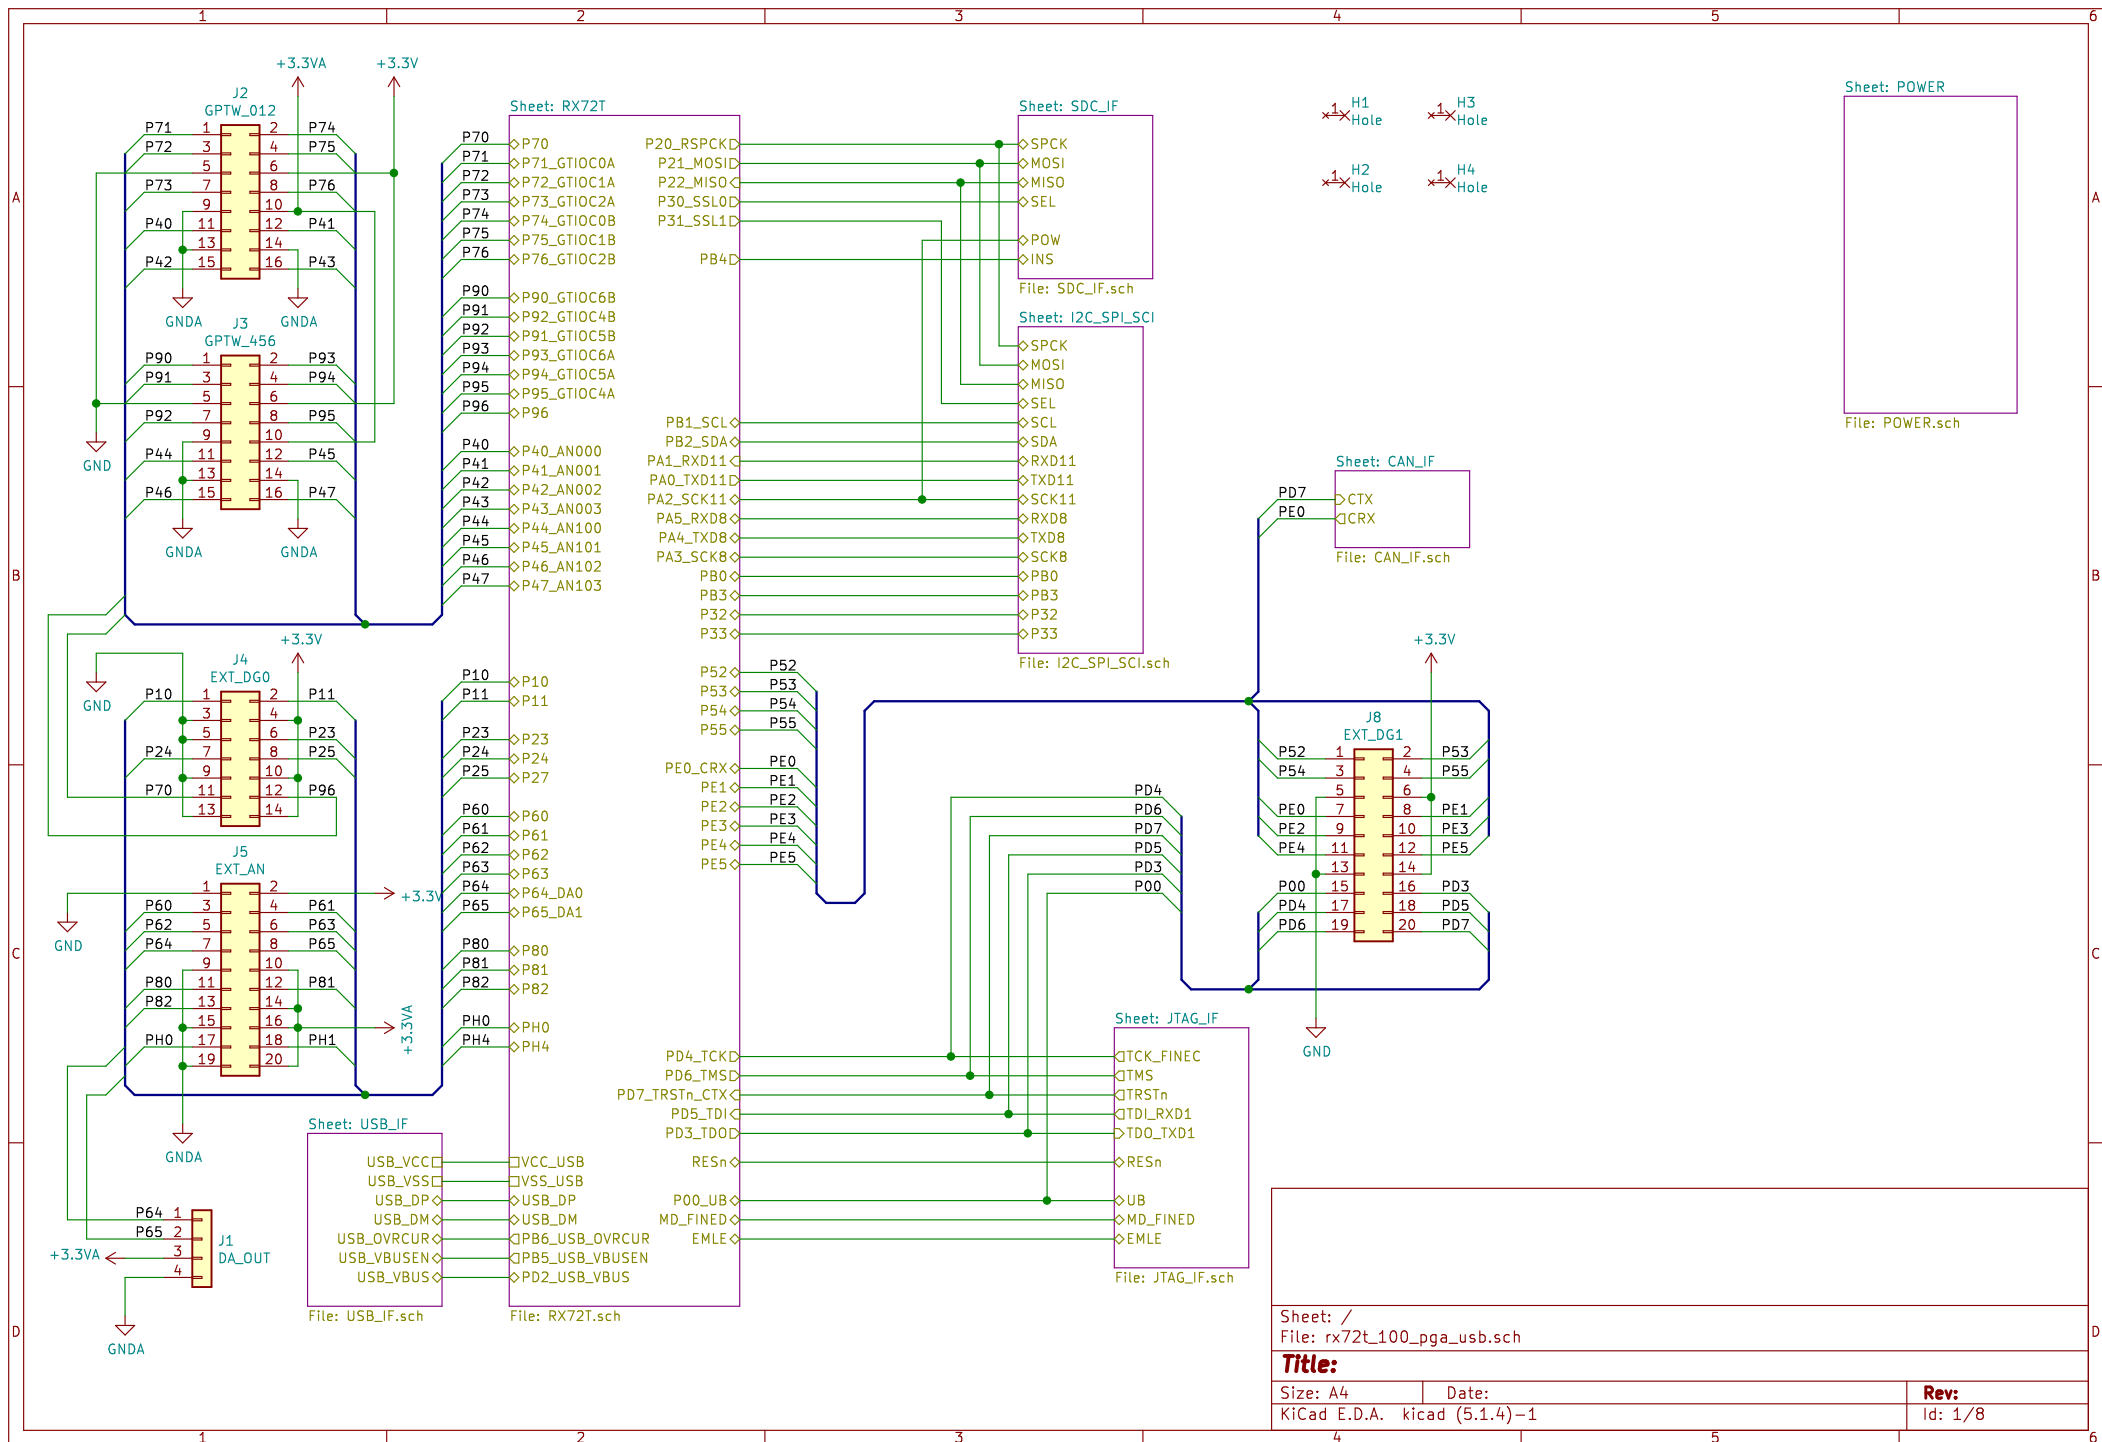 1 2 3 4 5 6
A A
B B
C C
D D
+3.3VA +3.3V
J2
GPTW_012
P71 1 2 P74
P72 3 4 P75
5 6
P73 7 8 P76
9 10
P40 11 12 P41
13 14
P42 15 16 P43
GNDA GNDA
J3
GPTW_456
P90 1 2 P93
P91 3 4 P94
5 6
P92 7 8 P95
9 10
P44 11 12 P45
13 14
P46 15 16 P47
GND
GNDA GNDA
+3.3V
J4
EXT_DG0
GND
P10 1 2 P11
3 4
5 6 P23
P24 7 8 P25
9 10
P70 11 12 P96
13 14
J5
EXT_AN
1 2 +3.3V
P60 3 4 P61
P62 5 6 P63
P64 7 8 P65
9 10
P80 11 12 P81
P82 13 14
15 16 +3.3VA
PH0 17 18 PH1
19 20
GND
GNDA
P64 1
P65 2
+3.3VA 3
4
J1
DA_OUT
GNDA
Sheet: USB_IF
USB_VCC
USB_VSS
USB_DP
USB_DM
USB_OVRCUR
USB_VBUSEN
USB_VBUS
File: USB_IF.sch
Sheet: RX72T
P70 P70
P71 P71_GTIOC0A
P72 P72_GTIOC1A
P73 P73_GTIOC2A
P74 P74_GTIOC0B
P75 P75_GTIOC1B
P76 P76_GTIOC2B
P90 P90_GTIOC6B
P91 P92_GTIOC4B
P92 P91_GTIOC5B
P93 P93_GTIOC6A
P94 P94_GTIOC5A
P95 P95_GTIOC4A
P96 P96
P40 P40_AN000
P41 P41_AN001
P42 P42_AN002
P43 P43_AN003
P44 P44_AN100
P45 P45_AN101
P46 P46_AN102
P47 P47_AN103
P10 P10
P11 P11
P23 P23
P24 P24
P25 P27
P60 P60
P61 P61
P62 P62
P63 P63
P64 P64_DA0
P65 P65_DA1
P80 P80
P81 P81
P82 P82
PH0 PH0
PH4 PH4
VCC_USB
VSS_USB
USB_DP
USB_DM
PB6_USB_OVRCUR
PB5_USB_VBUSEN
PD2_USB_VBUS
File: RX72T.sch
P20_RSPCK
P21_MOSI
P22_MISO
P30_SSL0
P31_SSL1
PB4
PB1_SCL
PB2_SDA
PA1_RXD11
PA0_TXD11
PA2_SCK11
PA5_RXD8
PA4_TXD8
PA3_SCK8
PB0
PB3
P32
P33
P52 P52
P53 P53
P54 P54
P55 P55
PE0_CRX PE0
PE1 PE1
PE2 PE2
PE3 PE3
PE4 PE4
PE5 PE5
PD4_TCK
PD6_TMS
PD7_TRSTn_CTX
PD5_TDI
PD3_TDO
RESn
P00_UB
MD_FINED
EMLE
Sheet: SDC_IF
SPCK
MOSI
MISO
SEL
POW
INS
File: SDC_IF.sch
Sheet: I2C_SPI_SCI
SPCK
MOSI
MISO
SEL
SCL
SDA
RXD11
TXD11
SCK11
RXD8
TXD8
SCK8
PB0
PB3
P32
P33
File: I2C_SPI_SCI.sch
PD4
PD6
PD7
PD5
PD3
P00
Sheet: JTAG_IF
TCK_FINEC
TMS
TRSTn
TDI_RXD1
TDO_TXD1
RESn
UB
MD_FINED
EMLE
File: JTAG_IF.sch
1 H1
Hole
1 H3
Hole
1 H2
Hole
1 H4
Hole
Sheet: CAN_IF
PD7 CTX
PE0 CRX
File: CAN_IF.sch
+3.3V
J8
EXT_DG1
P52 1 2 P53
P54 3 4 P55
5 6
PE0 7 8 PE1
PE2 9 10 PE3
PE4 11 12 PE5
13 14
P00 15 16 PD3
PD4 17 18 PD5
PD6 19 20 PD7
GND
Sheet: POWER
File: POWER.sch
Sheet: /
File: rx72t_100_pga_usb.sch
Title:
Size: A4 Date: Rev:
KiCad E.D.A. kicad (5.1.4)-1 Id: 1/8
1 2 3 4 5 6